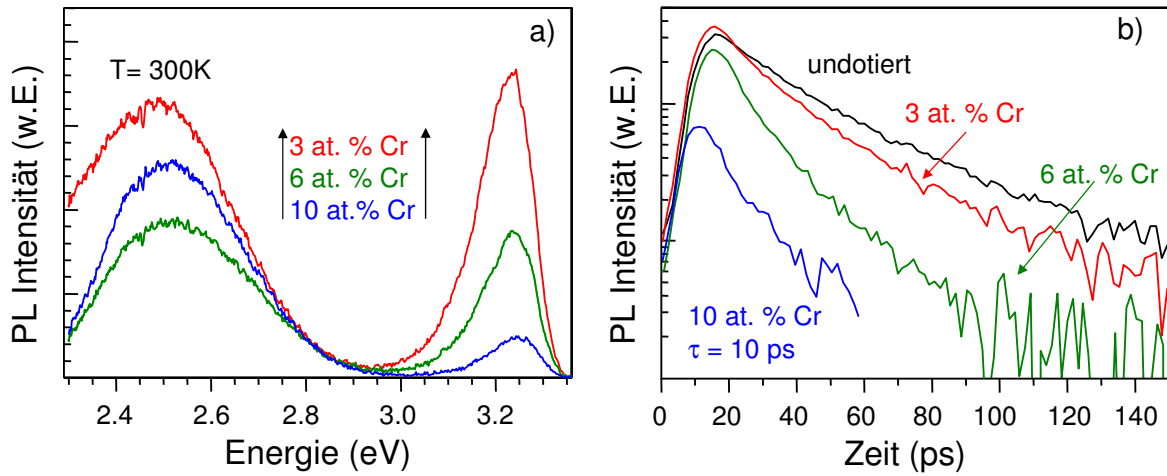 a)
T= 300K
3 at. % Cr
6 at. % Cr
10 at.% Cr
PL Intensität (w.E.)
2.4 2.6 2.8 3.0 3.2
Energie (eV)
b)
undotiert
3 at. % Cr
6 at. % Cr
10 at. % Cr
τ = 10 ps
PL Intensität (w.E.)
0 20 40 60 80 100 120 140
Zeit (ps)